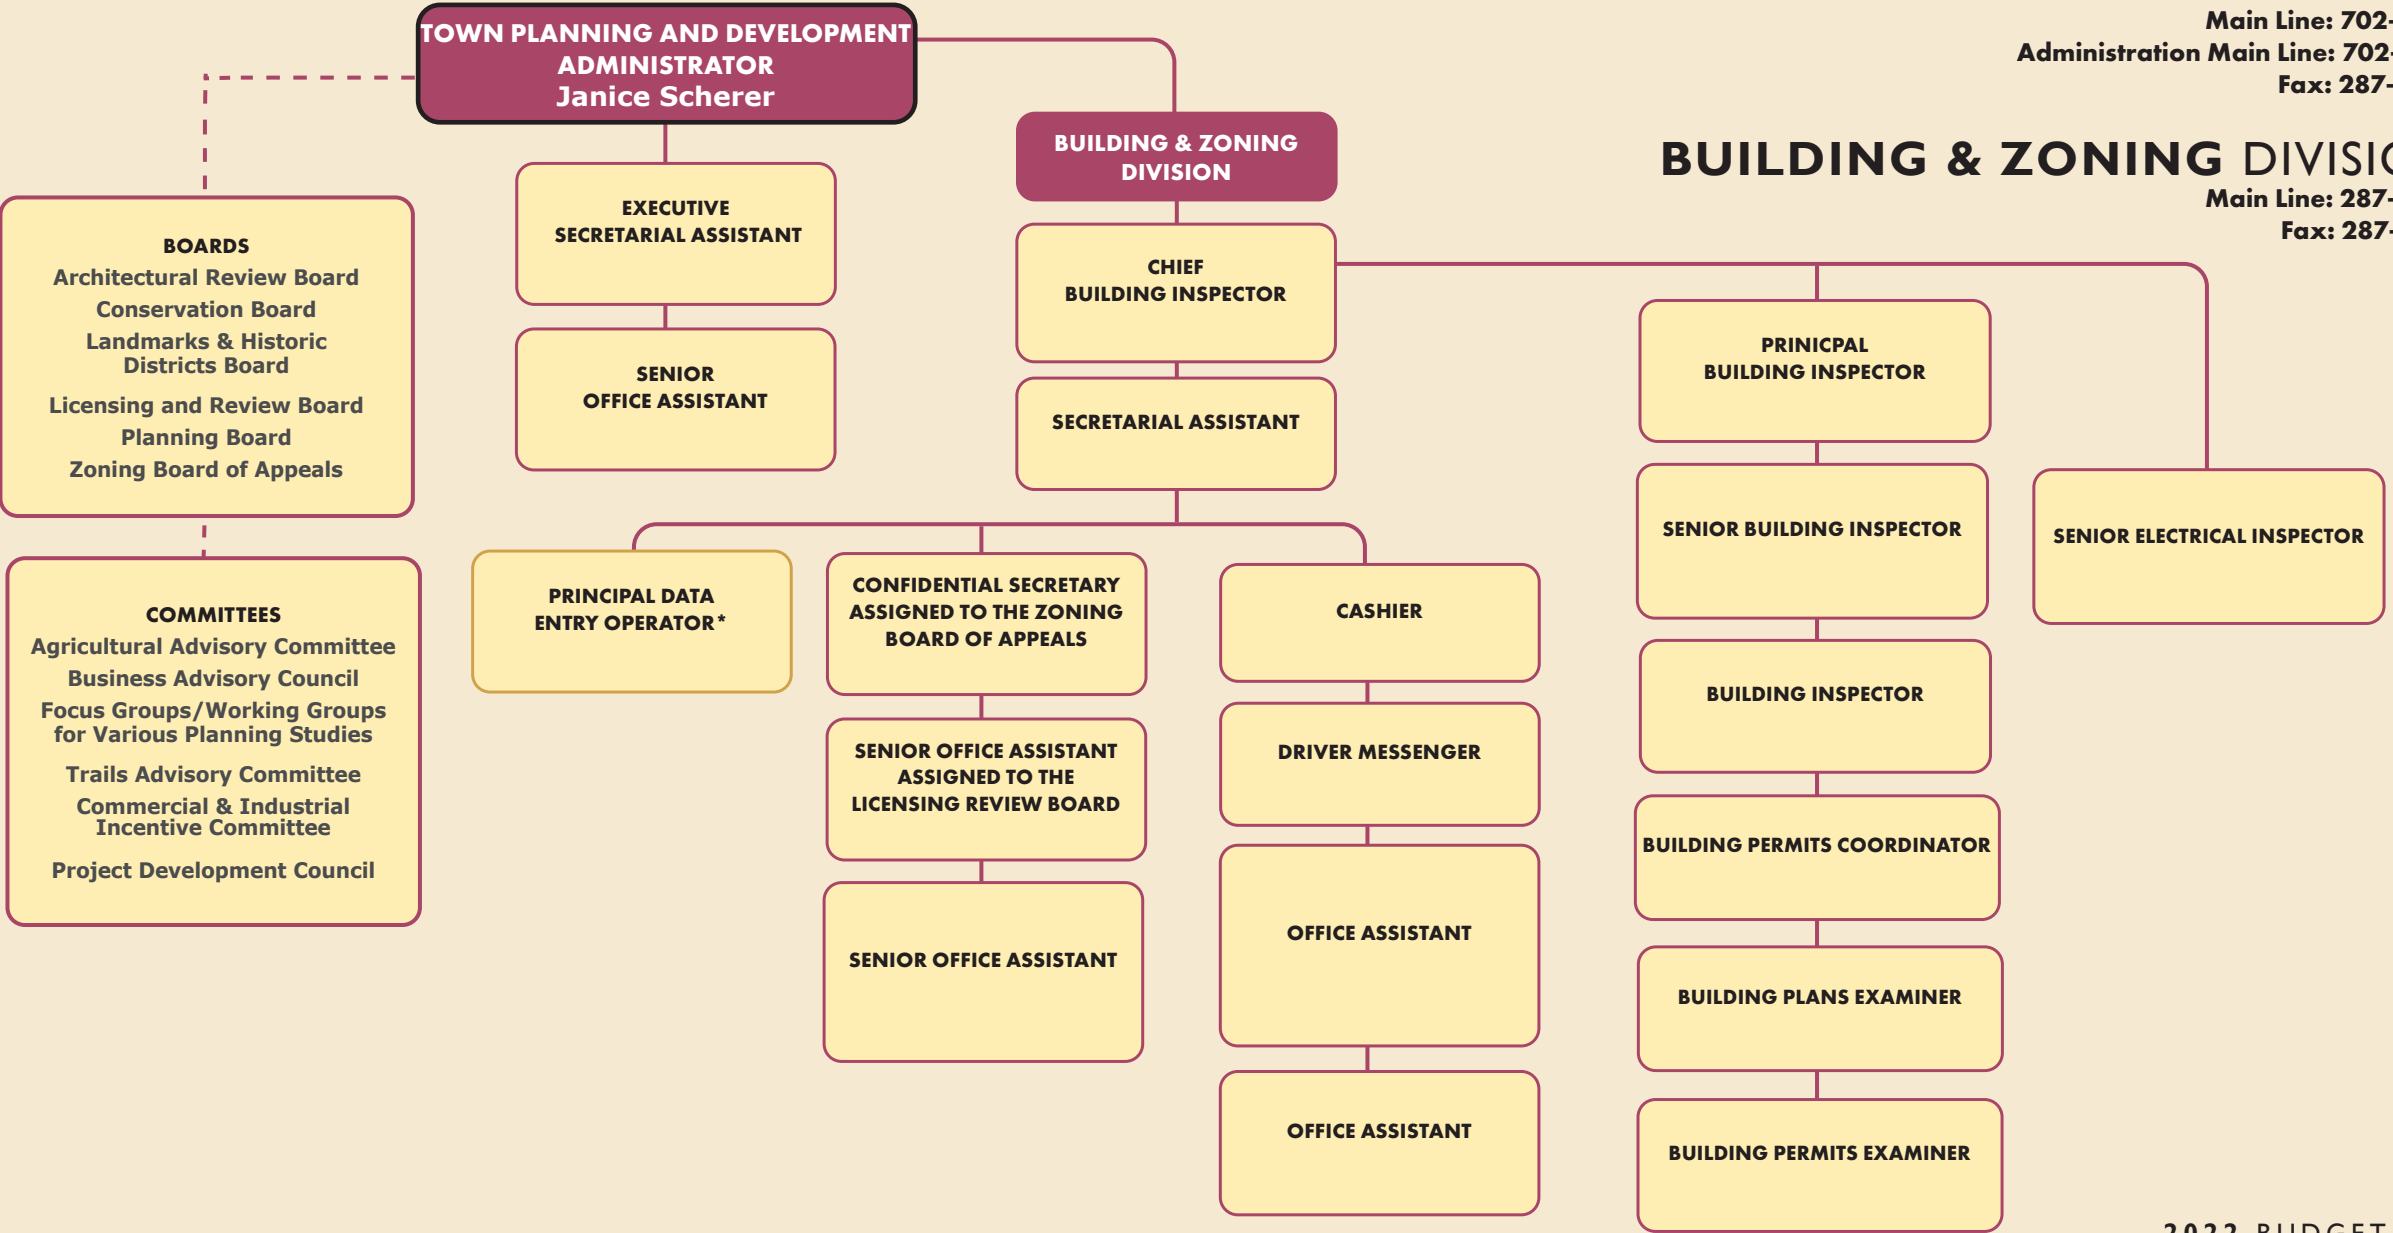 TOWN PLANNING AND DEVELOPMENT
ADMINISTRATOR
Janice Scherer
Main Line: 702-
Administration Main Line: 702-
Fax: 287-
BUILDING & ZONING
Main Line: 287-
Fax: 287-
BUILDING & ZONING
DIVISION
EXECUTIVE
SECRETARIAL ASSISTANT
SENIOR
OFFICE ASSISTANT
BOARDS
Architectural Review Board
Conservation Board
Landmarks & Historic
Districts Board
Licensing and Review Board
Planning Board
Zoning Board of Appeals
COMMITTEES
Agricultural Advisory Committee
Business Advisory Council
Focus Groups/Working Groups
for Various Planning Studies
Trails Advisory Committee
Commercial & Industrial
Incentive Committee
Project Development Council
CHIEF
BUILDING INSPECTOR
SECRETARIAL ASSISTANT
PRINCIPAL DATA
ENTRY OPERATOR*
CONFIDENTIAL SECRETARY
ASSIGNED TO THE ZONING
BOARD OF APPEALS
SENIOR OFFICE ASSISTANT
ASSIGNED TO THE
LICENSING REVIEW BOARD
SENIOR OFFICE ASSISTANT
CASHIER
DRIVER MESSENGER
OFFICE ASSISTANT
OFFICE ASSISTANT
PRINICPAL
BUILDING INSPECTOR
SENIOR BUILDING INSPECTOR
BUILDING INSPECTOR
BUILDING PERMITS COORDINATOR
BUILDING PLANS EXAMINER
BUILDING PERMITS EXAMINER
SENIOR ELECTRICAL INSPECTOR
2022 BUDGET